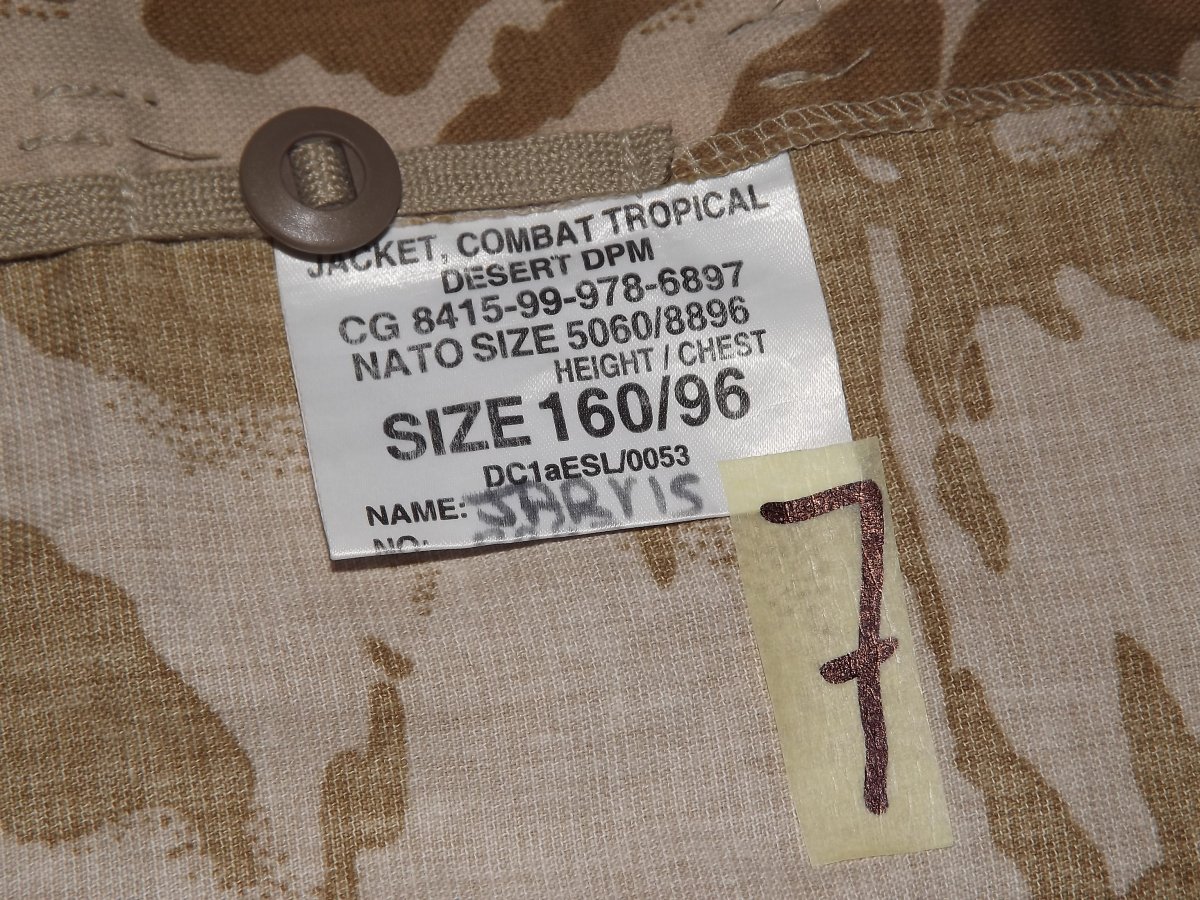 JACKET, COMBAT TROPICAL
DESERT DPM
CG 8415-99-978-6897
NATO SIZE 5060/8896
HEIGHT / CHEST
SIZE 160/96
DC1aESL/0053
NAME: JARVIS
NO:
7